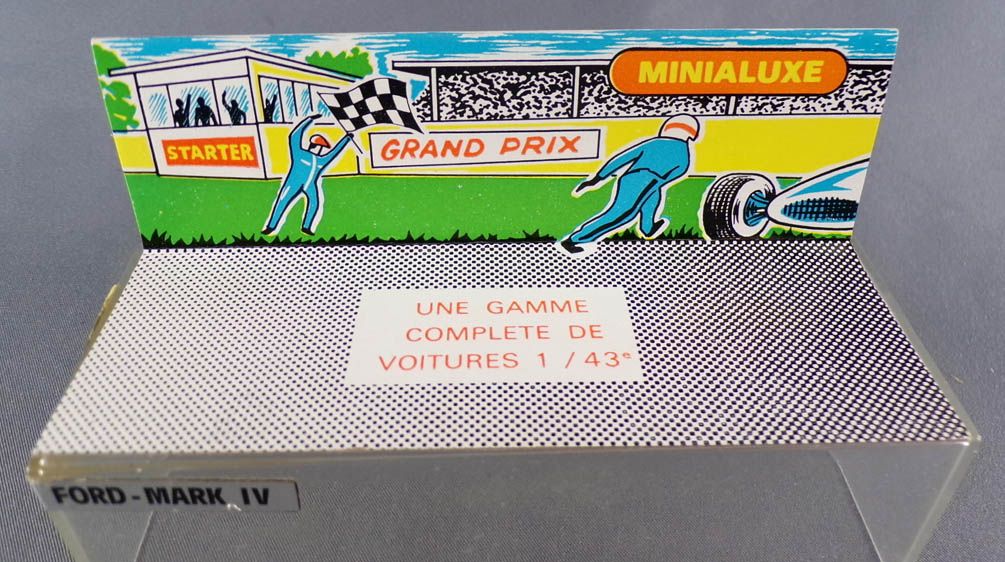 MINIALUXE
STARTER
GRAND PRIX
UNE GAMME
COMPLETE DE
VOITURES 1 / 43e
FORD-MARK IV